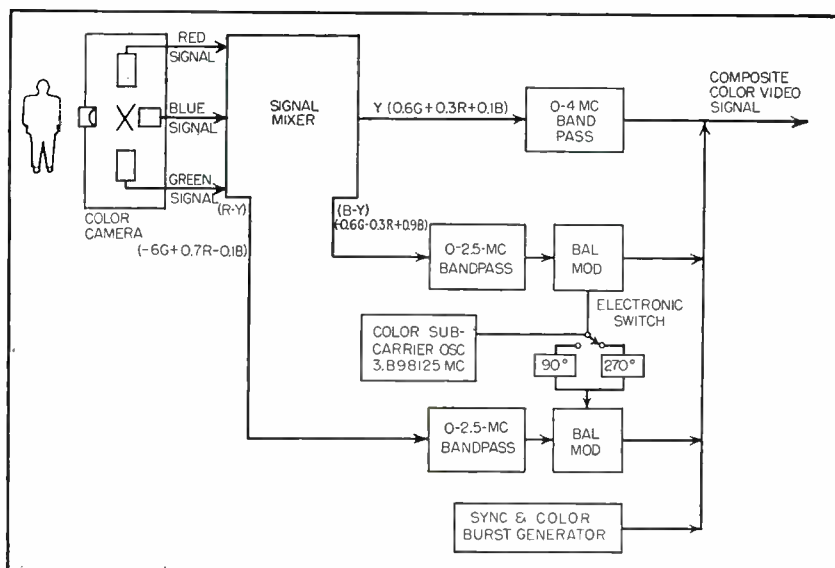 RED
SIGNAL
BLUE
SIGNAL
GREEN
SIGNAL
COLOR
CAMERA
SIGNAL
MIXER
Y (0.6G+0.3R+0.1B)
0-4 MC
BAND
PASS
COMPOSITE
COLOR VIDEO
SIGNAL
(R-Y)
(-6G+0.7R-0.1B)
(B-Y)
(-0.6G-0.3R+0.9B)
0-2.5-MC
BANDPASS
BAL
MOD
ELECTRONIC
SWITCH
COLOR SUB-
CARRIER OSC
3.898125 MC
90°
270°
0-2.5-MC
BANDPASS
BAL
MOD
SYNC & COLOR
BURST GENERATOR